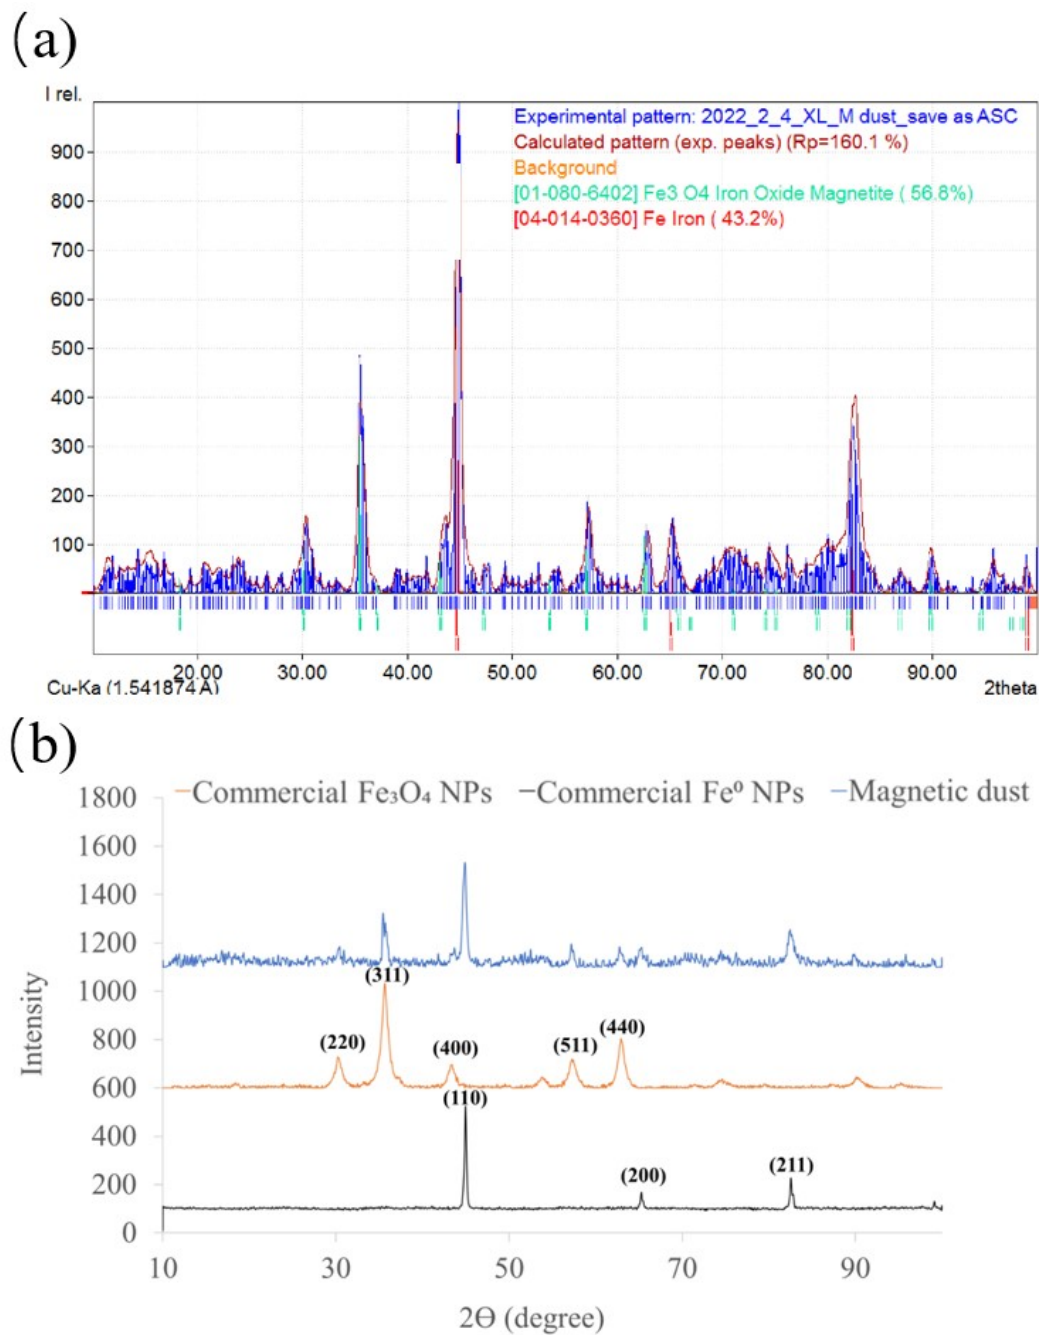 (a)
I rel.
Experimental pattern: 2022_2_4_XL_M dust_save as ASC
Calculated pattern (exp. peaks) (Rp=160.1 %)
Background
[01-080-6402] Fe3 O4 Iron Oxide Magnetite ( 56.8%)
[04-014-0360] Fe Iron ( 43.2%)
900
800
700
600
500
400
300
200
100
20.00 30.00 40.00 50.00 60.00 70.00 80.00 90.00
Cu-Ka (1.541874 A) 2theta
(b)
Commercial Fe₃O₄ NPs Commercial Fe⁰ NPs Magnetic dust
1800
1600
1400
1200
1000
800
600
400
200
0
Intensity
(311)
(220) (400) (511) (440)
(110)
(200) (211)
10 30 50 70 90
2Ɵ (degree)